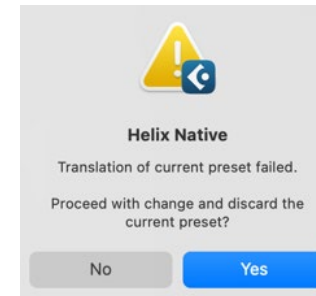 Helix Native
Translation of current preset failed.
Proceed with change and discard the
current preset?
No
Yes